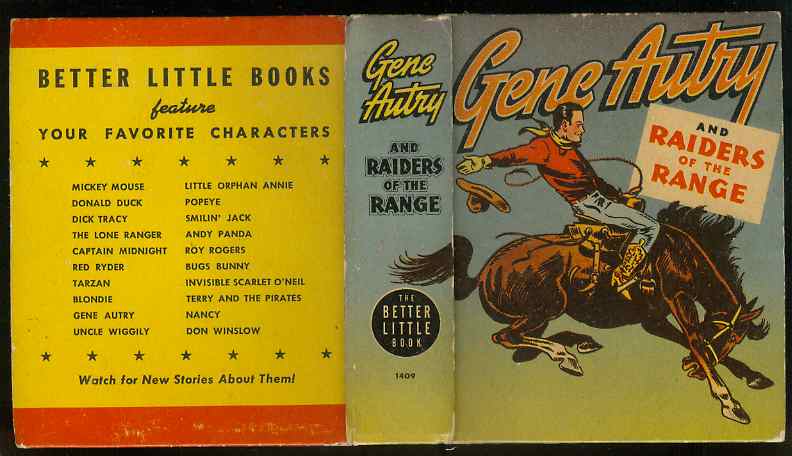 BETTER LITTLE BOOKS
feature
YOUR FAVORITE CHARACTERS
★ ★ ★ ★ ★ ★ ★
MICKEY MOUSE LITTLE ORPHAN ANNIE
DONALD DUCK POPEYE
DICK TRACY SMILIN' JACK
THE LONE RANGER ANDY PANDA
CAPTAIN MIDNIGHT ROY ROGERS
RED RYDER BUGS BUNNY
TARZAN INVISIBLE SCARLET O'NEIL
BLONDIE TERRY AND THE PIRATES
GENE AUTRY NANCY
UNCLE WIGGILY DON WINSLOW
★ ★ ★ ★ ★ ★ ★
Watch for New Stories About Them!
Gene
Autry
AND
RAIDERS
OF THE
RANGE
THE
BETTER
LITTLE
BOOK
1409
Gene Autry
AND
RAIDERS
OF THE
RANGE